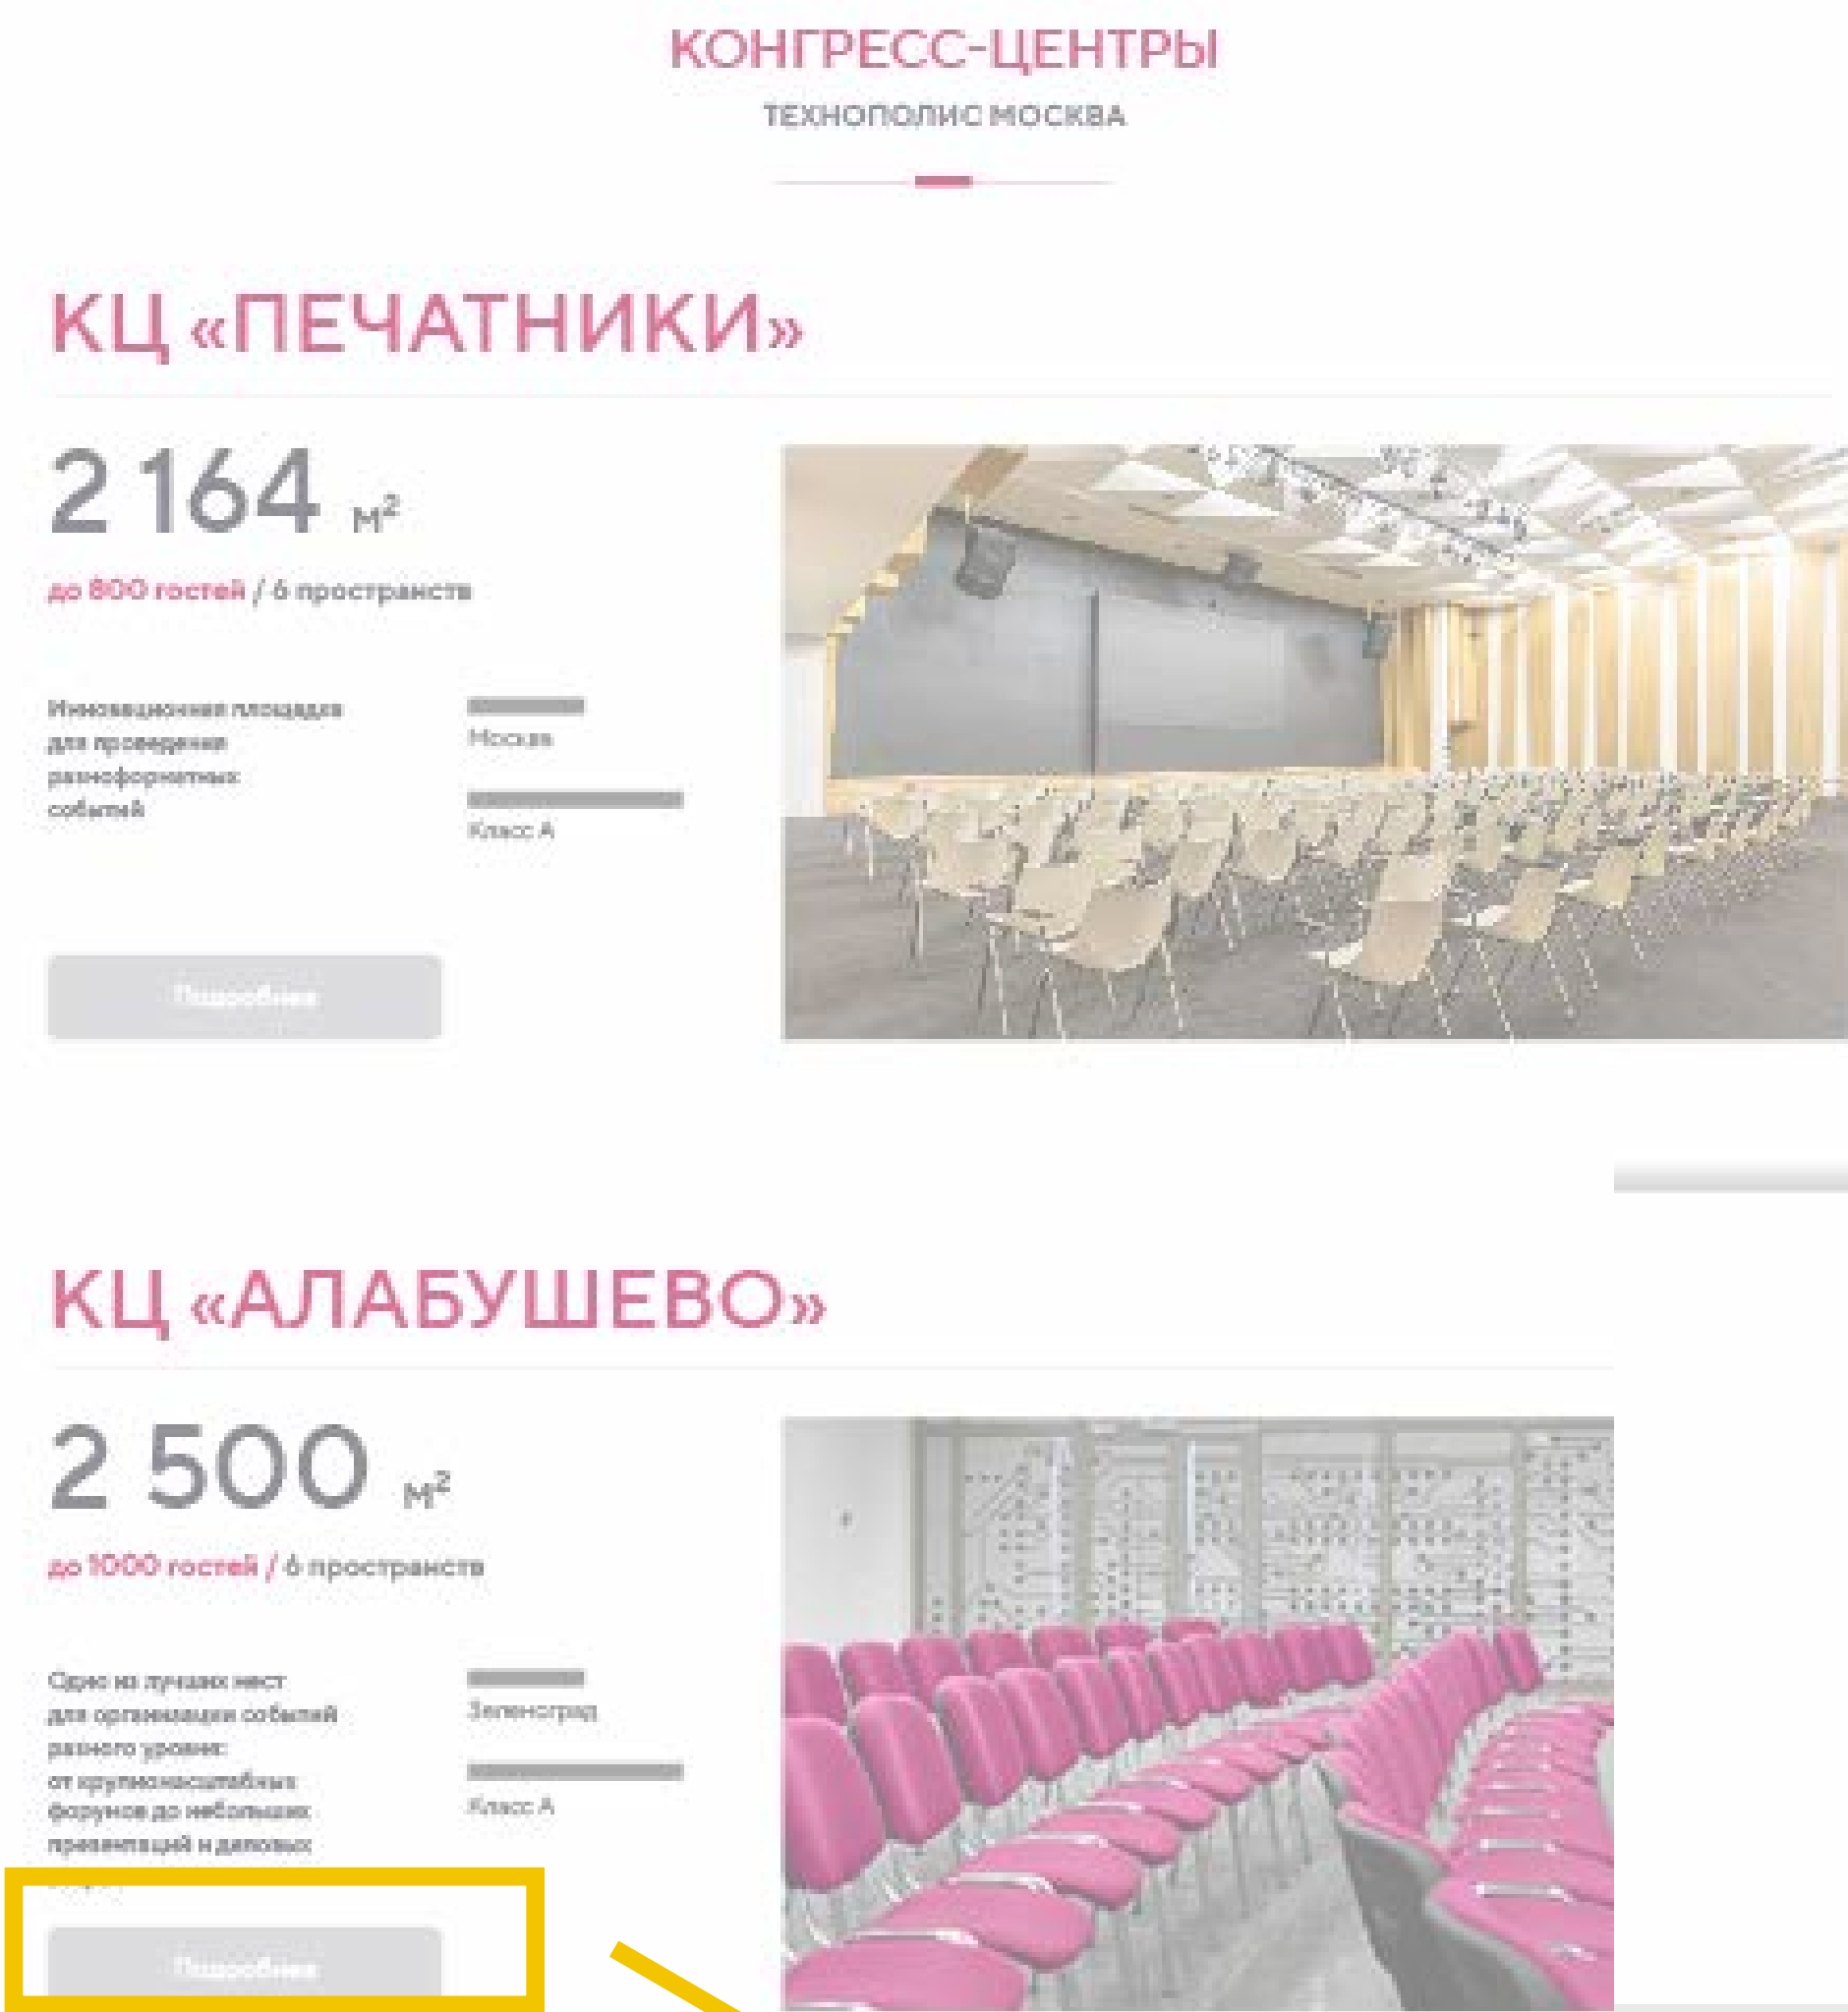 КОНГРЕСС-ЦЕНТРЫ
ТЕХНОПОЛИС МОСКВА
КЦ «ПЕЧАТНИКИ»
2 164 м²
до 800 гостей / 6 пространств
Инновационная площадка
для проведения
разноформатных
событий
Москва
Класс А
Подробнее
КЦ «АЛАБУШЕВО»
2 500 м²
до 1000 гостей / 6 пространств
Одно из лучших мест
для организации событий
разного уровня:
от крупномасштабных
форумов до небольших
презентаций и деловых
Зеленоград
Класс А
Подробнее